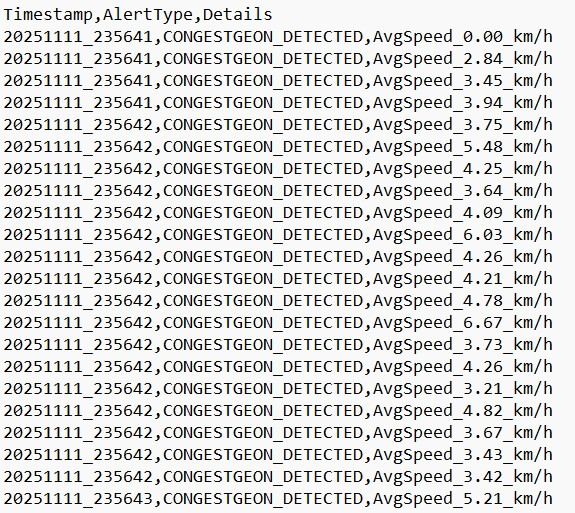 Timestamp,AlertType,Details
20251111_235641,CONGESTGEON_DETECTED,AvgSpeed_0.00_km/h
20251111_235641,CONGESTGEON_DETECTED,AvgSpeed_2.84_km/h
20251111_235641,CONGESTGEON_DETECTED,AvgSpeed_3.45_km/h
20251111_235641,CONGESTGEON_DETECTED,AvgSpeed_3.94_km/h
20251111_235642,CONGESTGEON_DETECTED,AvgSpeed_3.75_km/h
20251111_235642,CONGESTGEON_DETECTED,AvgSpeed_5.48_km/h
20251111_235642,CONGESTGEON_DETECTED,AvgSpeed_4.25_km/h
20251111_235642,CONGESTGEON_DETECTED,AvgSpeed_3.64_km/h
20251111_235642,CONGESTGEON_DETECTED,AvgSpeed_4.09_km/h
20251111_235642,CONGESTGEON_DETECTED,AvgSpeed_6.03_km/h
20251111_235642,CONGESTGEON_DETECTED,AvgSpeed_4.26_km/h
20251111_235642,CONGESTGEON_DETECTED,AvgSpeed_4.21_km/h
20251111_235642,CONGESTGEON_DETECTED,AvgSpeed_4.78_km/h
20251111_235642,CONGESTGEON_DETECTED,AvgSpeed_6.67_km/h
20251111_235642,CONGESTGEON_DETECTED,AvgSpeed_3.73_km/h
20251111_235642,CONGESTGEON_DETECTED,AvgSpeed_4.26_km/h
20251111_235642,CONGESTGEON_DETECTED,AvgSpeed_3.21_km/h
20251111_235642,CONGESTGEON_DETECTED,AvgSpeed_4.82_km/h
20251111_235642,CONGESTGEON_DETECTED,AvgSpeed_3.67_km/h
20251111_235642,CONGESTGEON_DETECTED,AvgSpeed_3.43_km/h
20251111_235642,CONGESTGEON_DETECTED,AvgSpeed_3.42_km/h
20251111_235643,CONGESTGEON_DETECTED,AvgSpeed_5.21_km/h